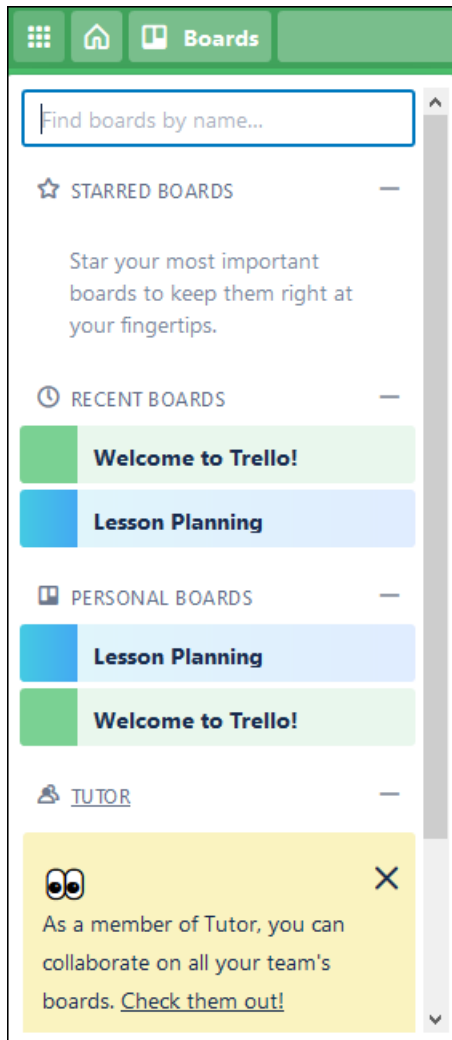 Boards
Find boards by name...
STARRED BOARDS
Star your most important
boards to keep them right at
your fingertips.
RECENT BOARDS
Welcome to Trello!
Lesson Planning
PERSONAL BOARDS
Lesson Planning
Welcome to Trello!
TUTOR
As a member of Tutor, you can
collaborate on all your team's
boards. Check them out!